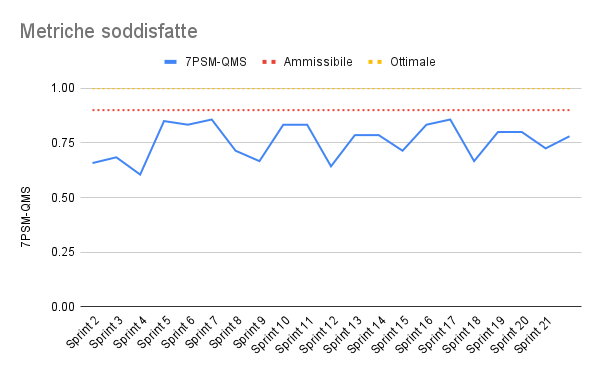 Metriche soddisfatte
7PSM-QMS Ammissibile Ottimale
1.00
0.75
0.50
0.25
0.00
7PSM-QMS
Sprint 2
Sprint 3
Sprint 4
Sprint 5
Sprint 6
Sprint 7
Sprint 8
Sprint 9
Sprint 10
Sprint 11
Sprint 12
Sprint 13
Sprint 14
Sprint 15
Sprint 16
Sprint 17
Sprint 18
Sprint 19
Sprint 20
Sprint 21